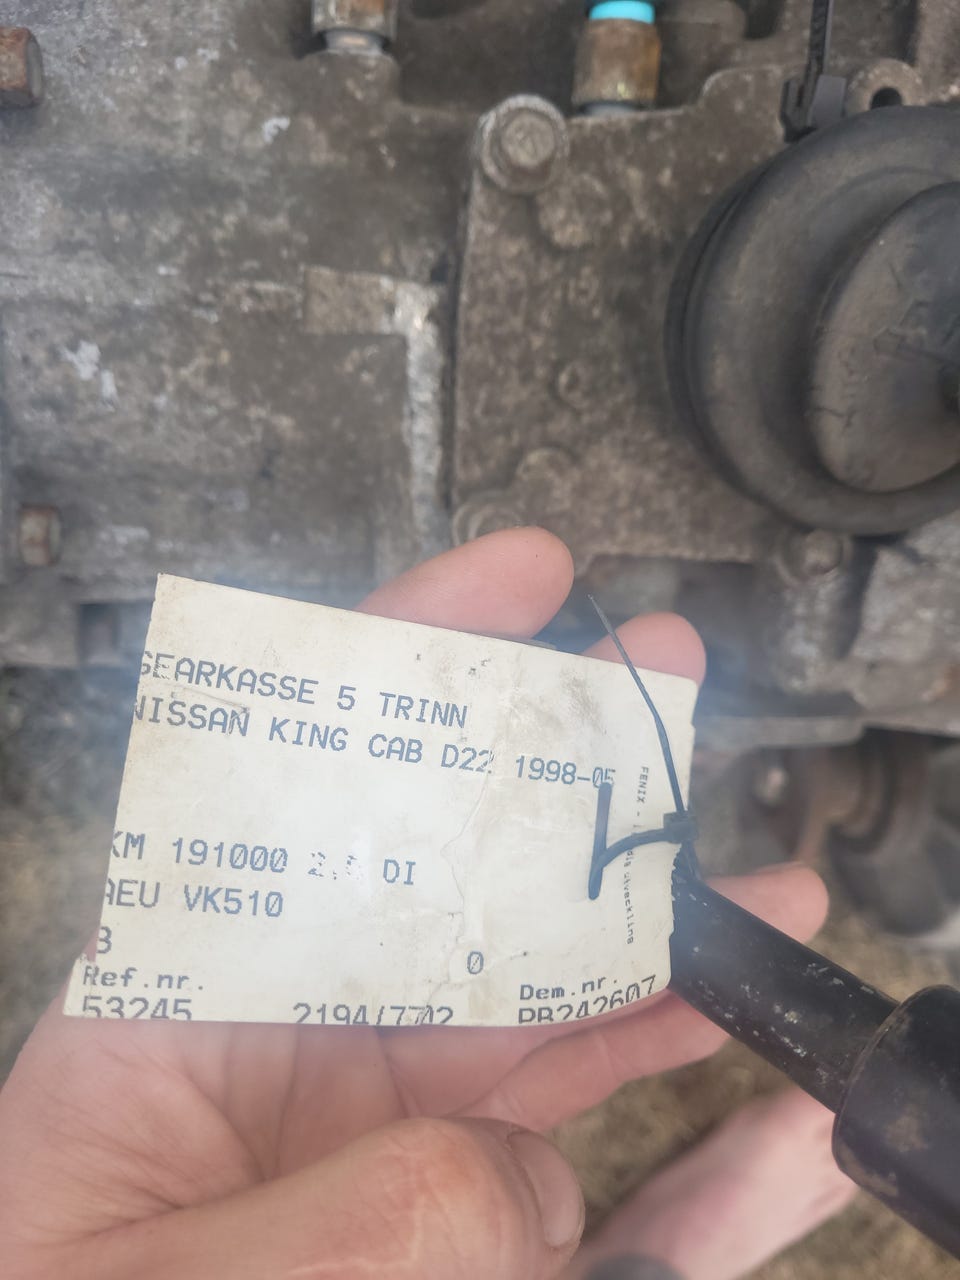 GEARKASSE 5 TRINN
NISSAN KING CAB D22 1998-05
KM 191000 DI
AEU VK510
B
0
Ref.nr.
53245 2194/7702
Dem.nr.
PB242607
FENIX -